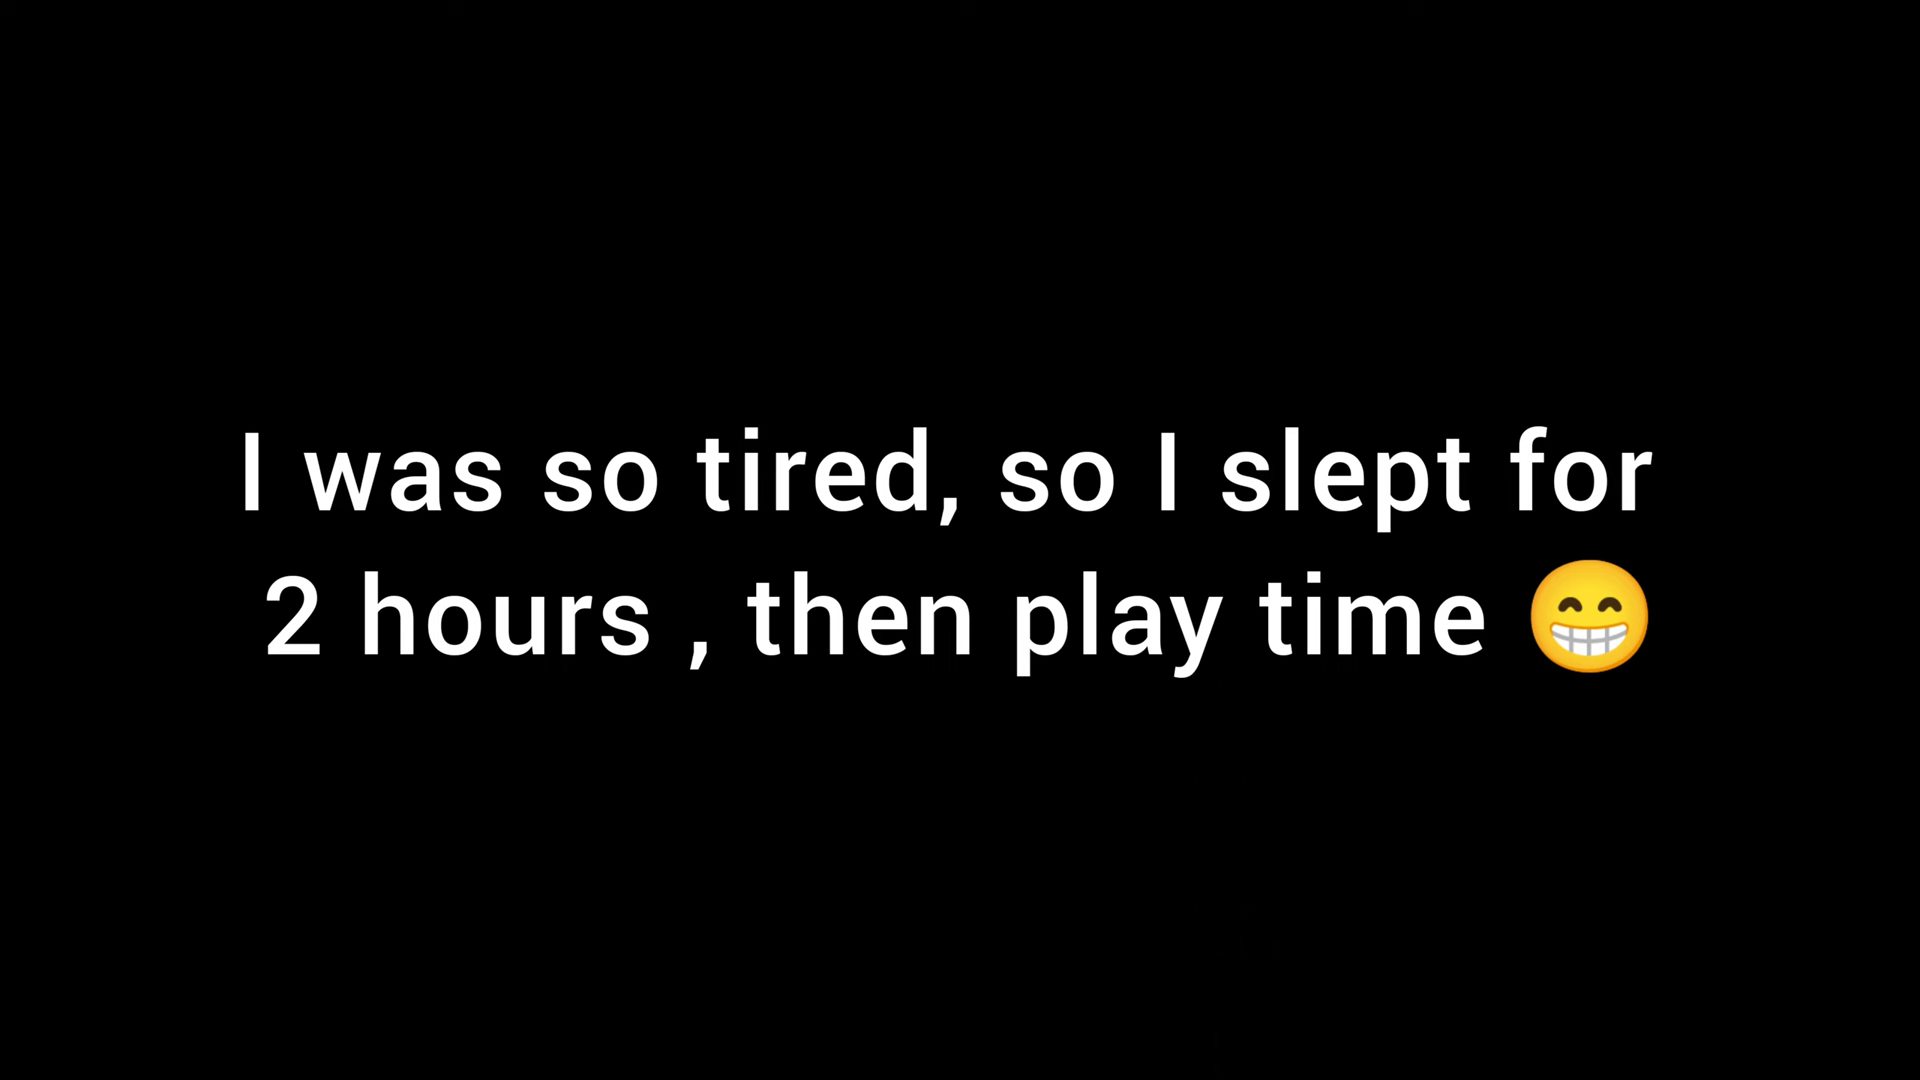 I was so tired, so I slept for
2 hours , then play time 😁